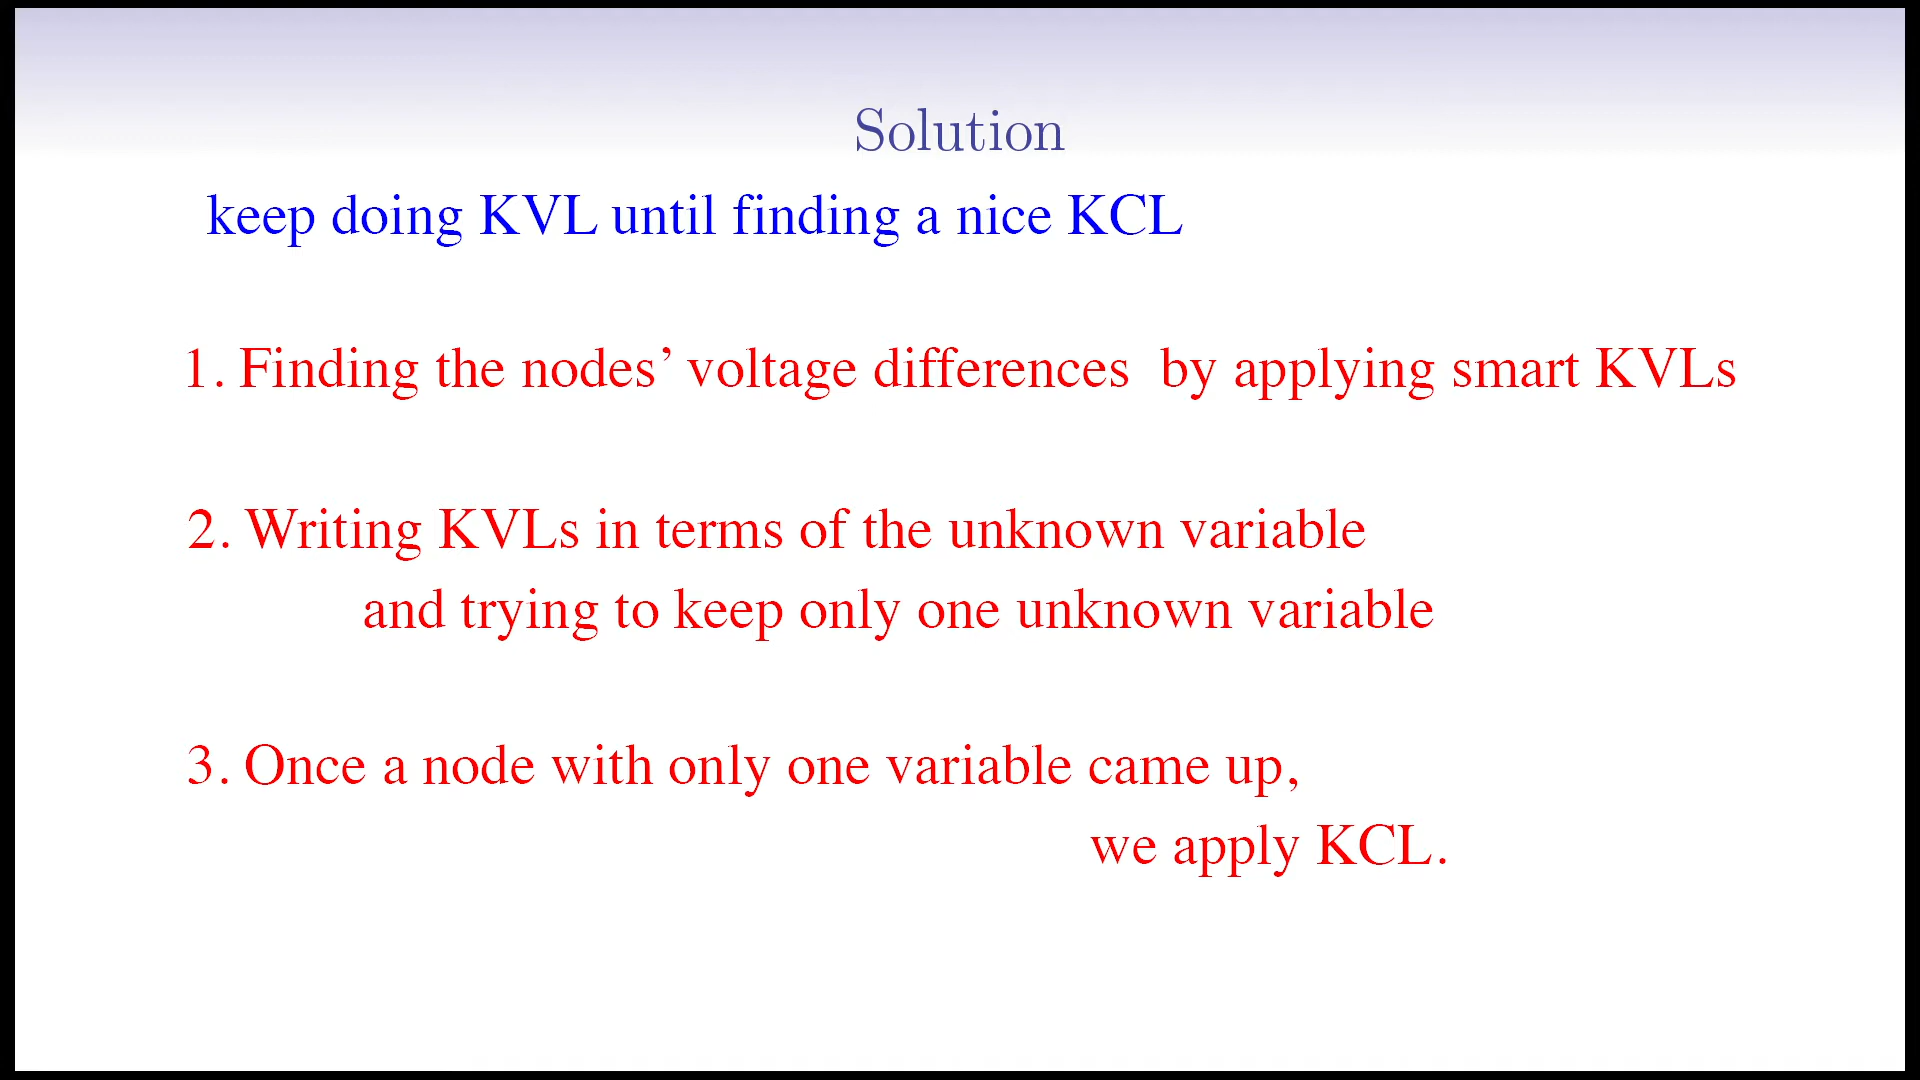 Solution
keep doing KVL until finding a nice KCL
1. Finding the nodes’ voltage differences by applying smart KVLs
2. Writing KVLs in terms of the unknown variable
and trying to keep only one unknown variable
3. Once a node with only one variable came up,
we apply KCL.